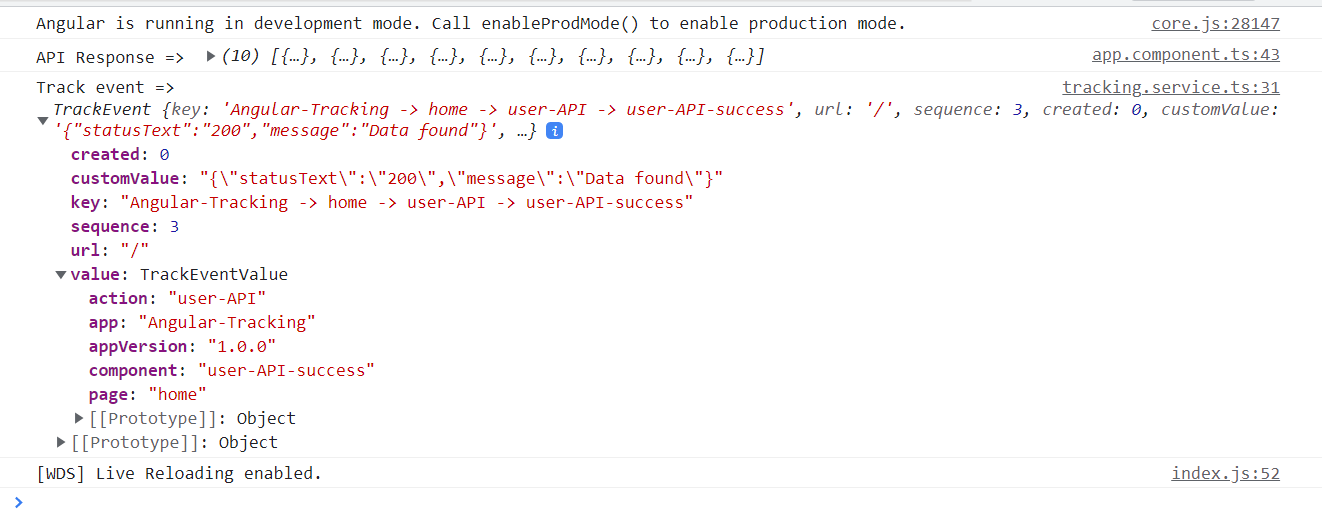 Angular is running in development mode. Call enableProdMode() to enable production mode. core.js:28147
API Response => ▶(10) [{…}, {…}, {…}, {…}, {…}, {…}, {…}, {…}, {…}, {…}] app.component.ts:43
Track event => tracking.service.ts:31
TrackEvent {key: 'Angular-Tracking -> home -> user-API -> user-API-success', url: '/', sequence: 3, created: 0, customValue:
▼ '{"statusText":"200","message":"Data found"}', …} i
created: 0
customValue: "{\"statusText\":\"200\",\"message\":\"Data found\"}"
key: "Angular-Tracking -> home -> user-API -> user-API-success"
sequence: 3
url: "/"
▼value: TrackEventValue
action: "user-API"
app: "Angular-Tracking"
appVersion: "1.0.0"
component: "user-API-success"
page: "home"
▶[[Prototype]]: Object
▶[[Prototype]]: Object
[WDS] Live Reloading enabled. index.js:52
>